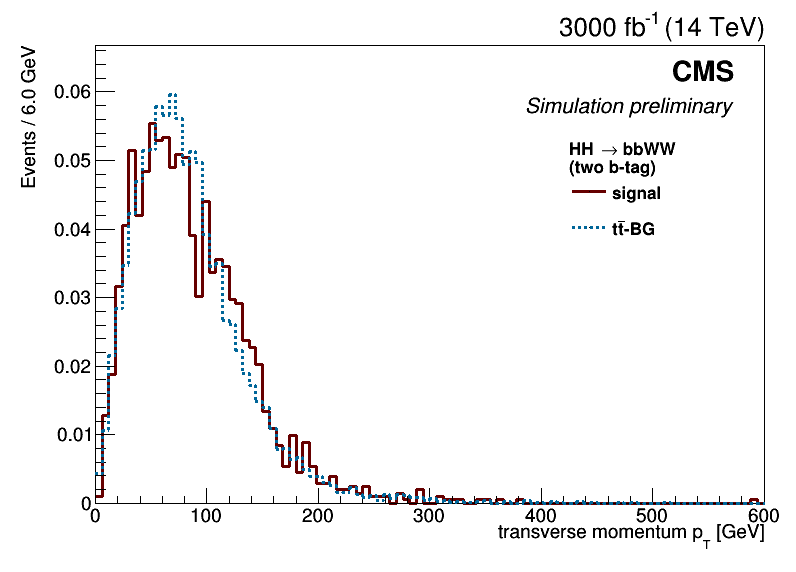 3000 fb⁻¹ (14 TeV)
CMS
Simulation preliminary
HH → bbWW
(two b-tag)
signal
tt̄-BG
Events / 6.0 GeV
0.06
0.05
0.04
0.03
0.02
0.01
0
0 100 200 300 400 500 600
transverse momentum p_T [GeV]